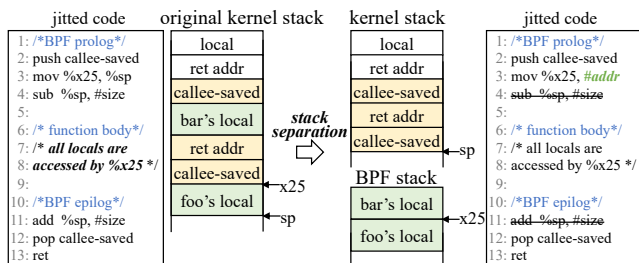 jitted code
1: /*BPF prolog*/
2: push callee-saved
3: mov %x25, %sp
4: sub %sp, #size
5:
6: /* function body*/
7: /* all locals are
8: accessed by %x25 */
9:
10: /*BPF epilog*/
11: add %sp, #size
12: pop callee-saved
13: ret
original kernel stack
local
ret addr
callee-saved
bar's local
ret addr
callee-saved
foo's local
x25
sp
stack
separation
kernel stack
local
ret addr
callee-saved
ret addr
callee-saved
sp
BPF stack
bar's local
foo's local
x25
jitted code
1: /*BPF prolog*/
2: push callee-saved
3: mov %x25, #addr
4: sub %sp, #size
5:
6: /* function body*/
7: /* all locals are
8: accessed by %x25 */
9:
10: /*BPF epilog*/
11: add %sp, #size
12: pop callee-saved
13: ret